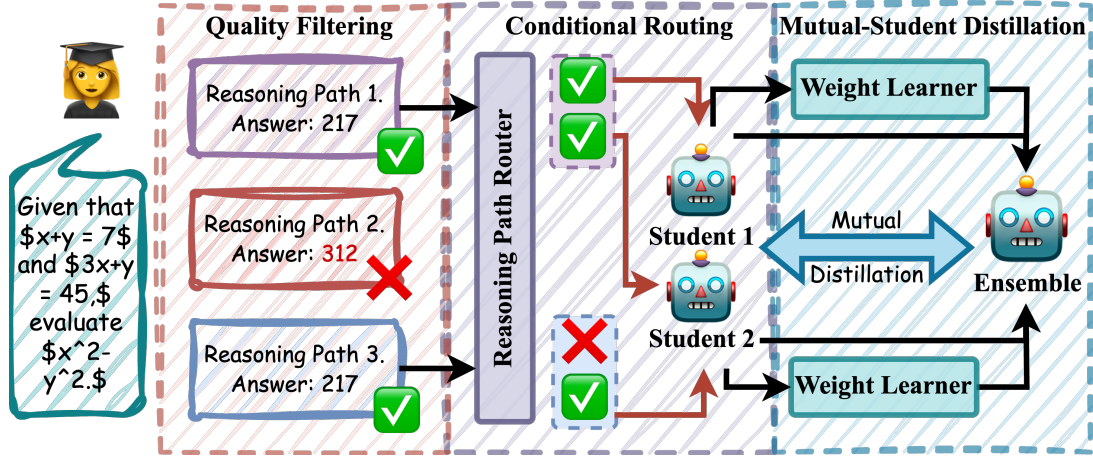 Quality Filtering
Conditional Routing
Mutual-Student Distillation
Given that
$x+y = 7$
and $3x+y
= 45,$
evaluate
$x^2-
y^2.$
Reasoning Path 1.
Answer: 217
Reasoning Path 2.
Answer: 312
Reasoning Path 3.
Answer: 217
Reasoning Path Router
Student 1
Student 2
Weight Learner
Mutual
Distillation
Ensemble
Weight Learner